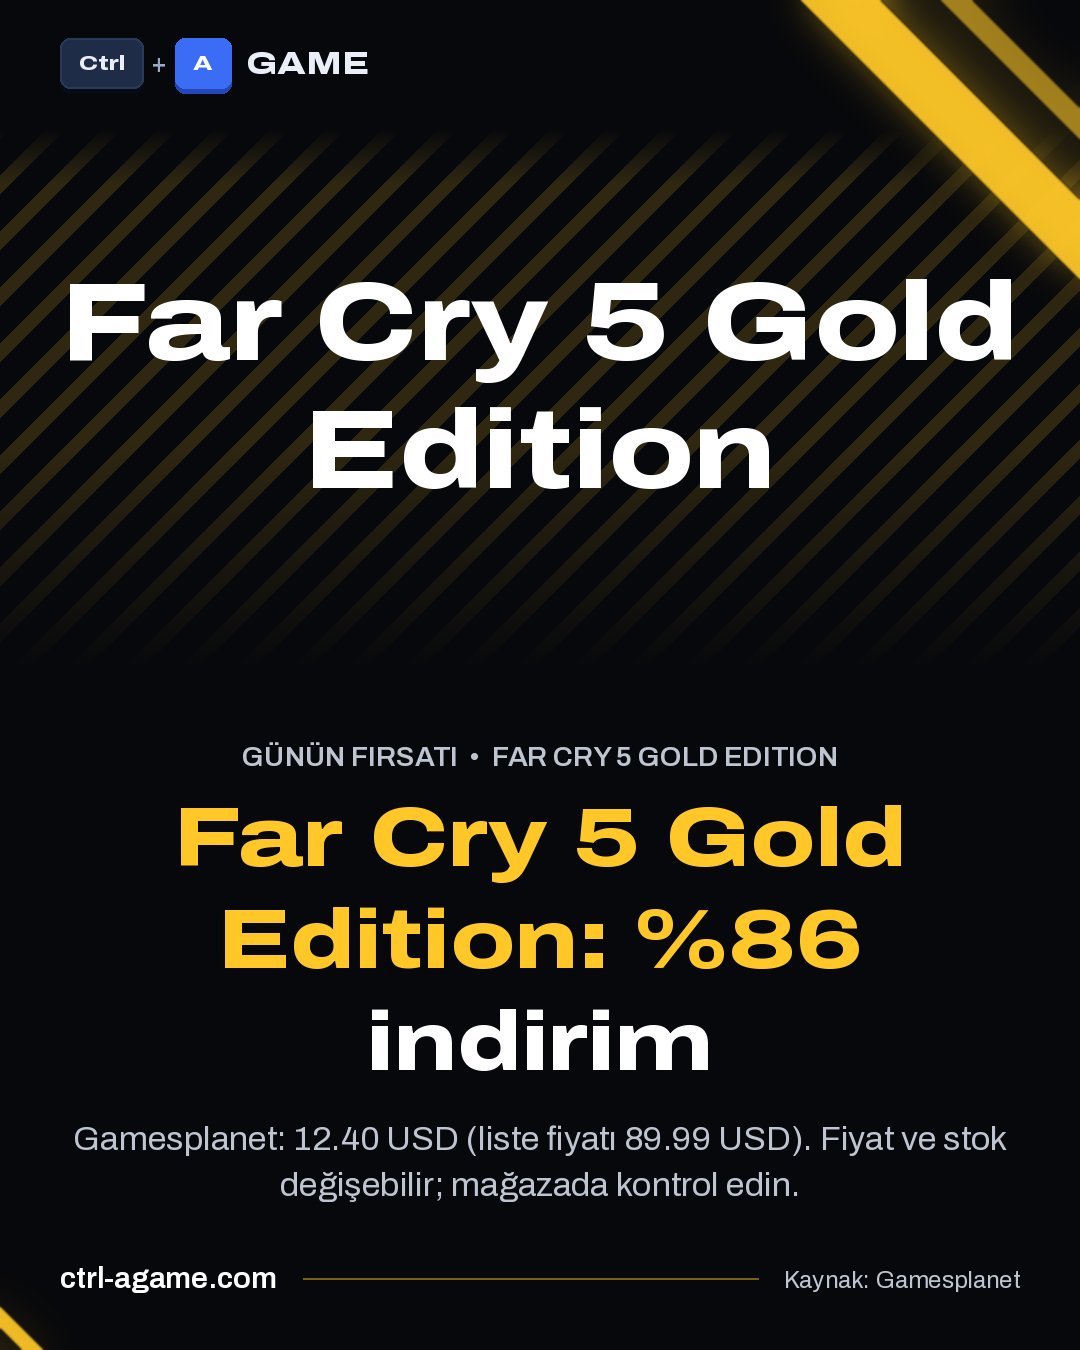 Ctrl + A GAME
Far Cry 5 Gold
Edition
GÜNÜN FIRSATI • FAR CRY 5 GOLD EDITION
Far Cry 5 Gold
Edition: %86
indirim
Gamesplanet: 12.40 USD (liste fiyatı 89.99 USD). Fiyat ve stok
değişebilir; mağazada kontrol edin.
ctrl-agame.com
Kaynak: Gamesplanet